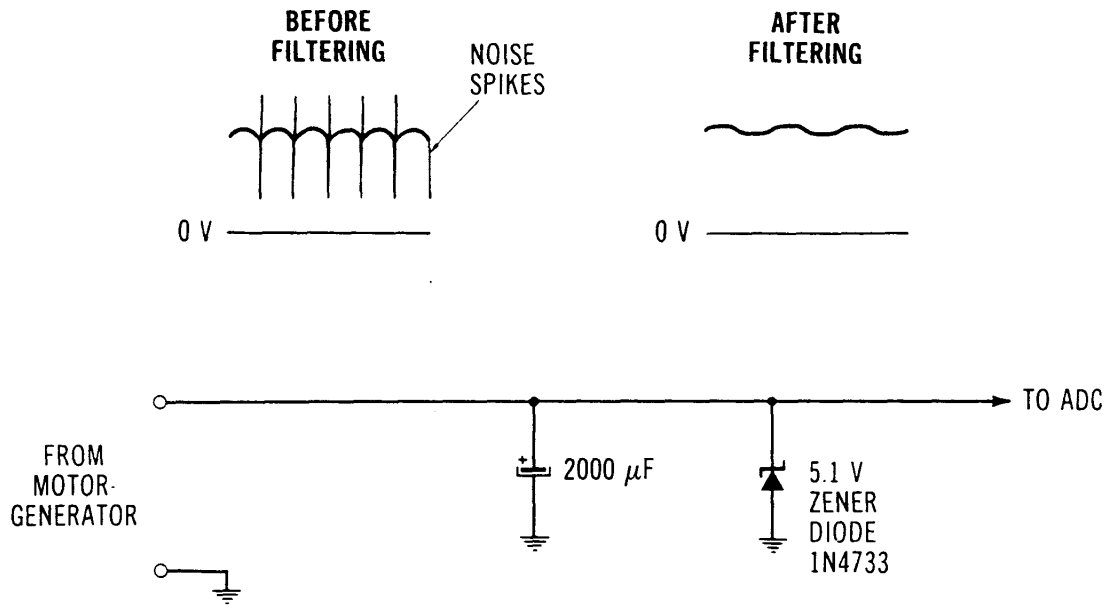 BEFORE
FILTERING
NOISE
SPIKES
0 V
AFTER
FILTERING
0 V
TO ADC
FROM
MOTOR-
GENERATOR
+
2000 μF
5.1 V
ZENER
DIODE
1N4733